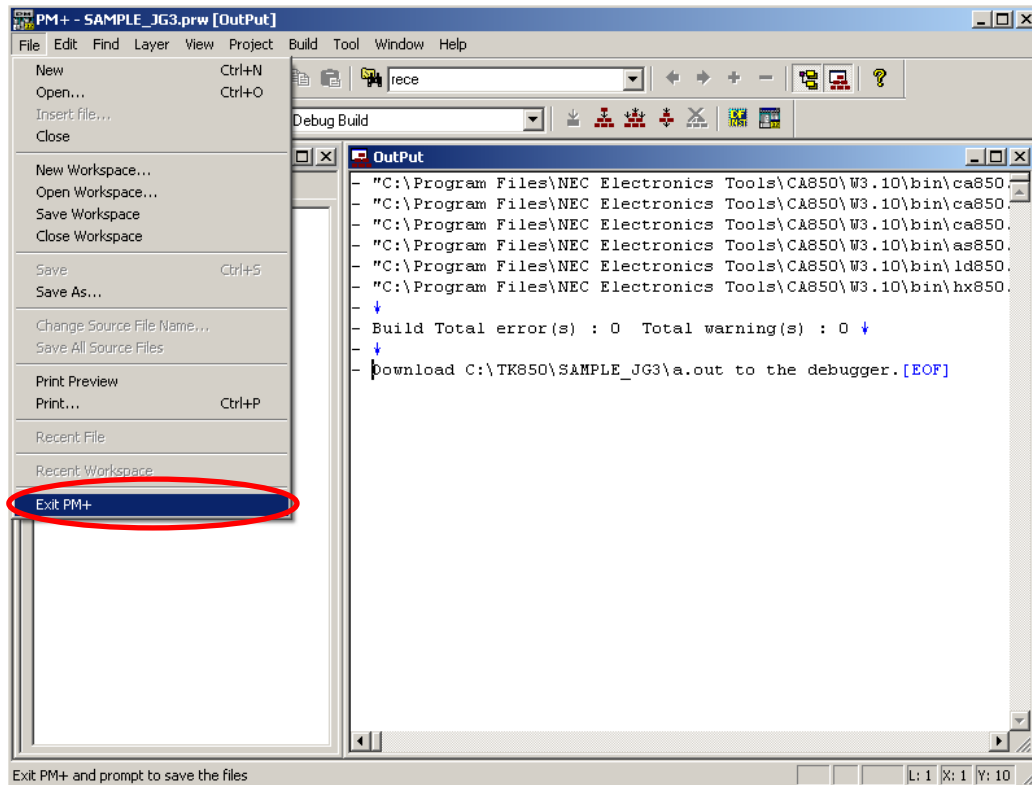 PM+ - SAMPLE_JG3.prw [OutPut]
File Edit Find Layer View Project Build Tool Window Help
New Ctrl+N
Open... Ctrl+O
Insert file...
Close
New Workspace...
Open Workspace...
Save Workspace
Close Workspace
Save Ctrl+S
Save As...
Change Source File Name...
Save All Source Files
Print Preview
Print... Ctrl+P
Recent File
Recent Workspace
Exit PM+
rece
Debug Build
OutPut
- "C:\Program Files\NEC Electronics Tools\CA850\W3.10\bin\ca850.
- "C:\Program Files\NEC Electronics Tools\CA850\W3.10\bin\ca850.
- "C:\Program Files\NEC Electronics Tools\CA850\W3.10\bin\ca850.
- "C:\Program Files\NEC Electronics Tools\CA850\W3.10\bin\as850.
- "C:\Program Files\NEC Electronics Tools\CA850\W3.10\bin\ld850.
- "C:\Program Files\NEC Electronics Tools\CA850\W3.10\bin\hx850.
- ↓
- Build Total error(s) : 0 Total warning(s) : 0 ↓
- ↓
- Download C:\TK850\SAMPLE_JG3\a.out to the debugger.[EOF]
Exit PM+ and prompt to save the files
L: 1 X: 1 Y: 10